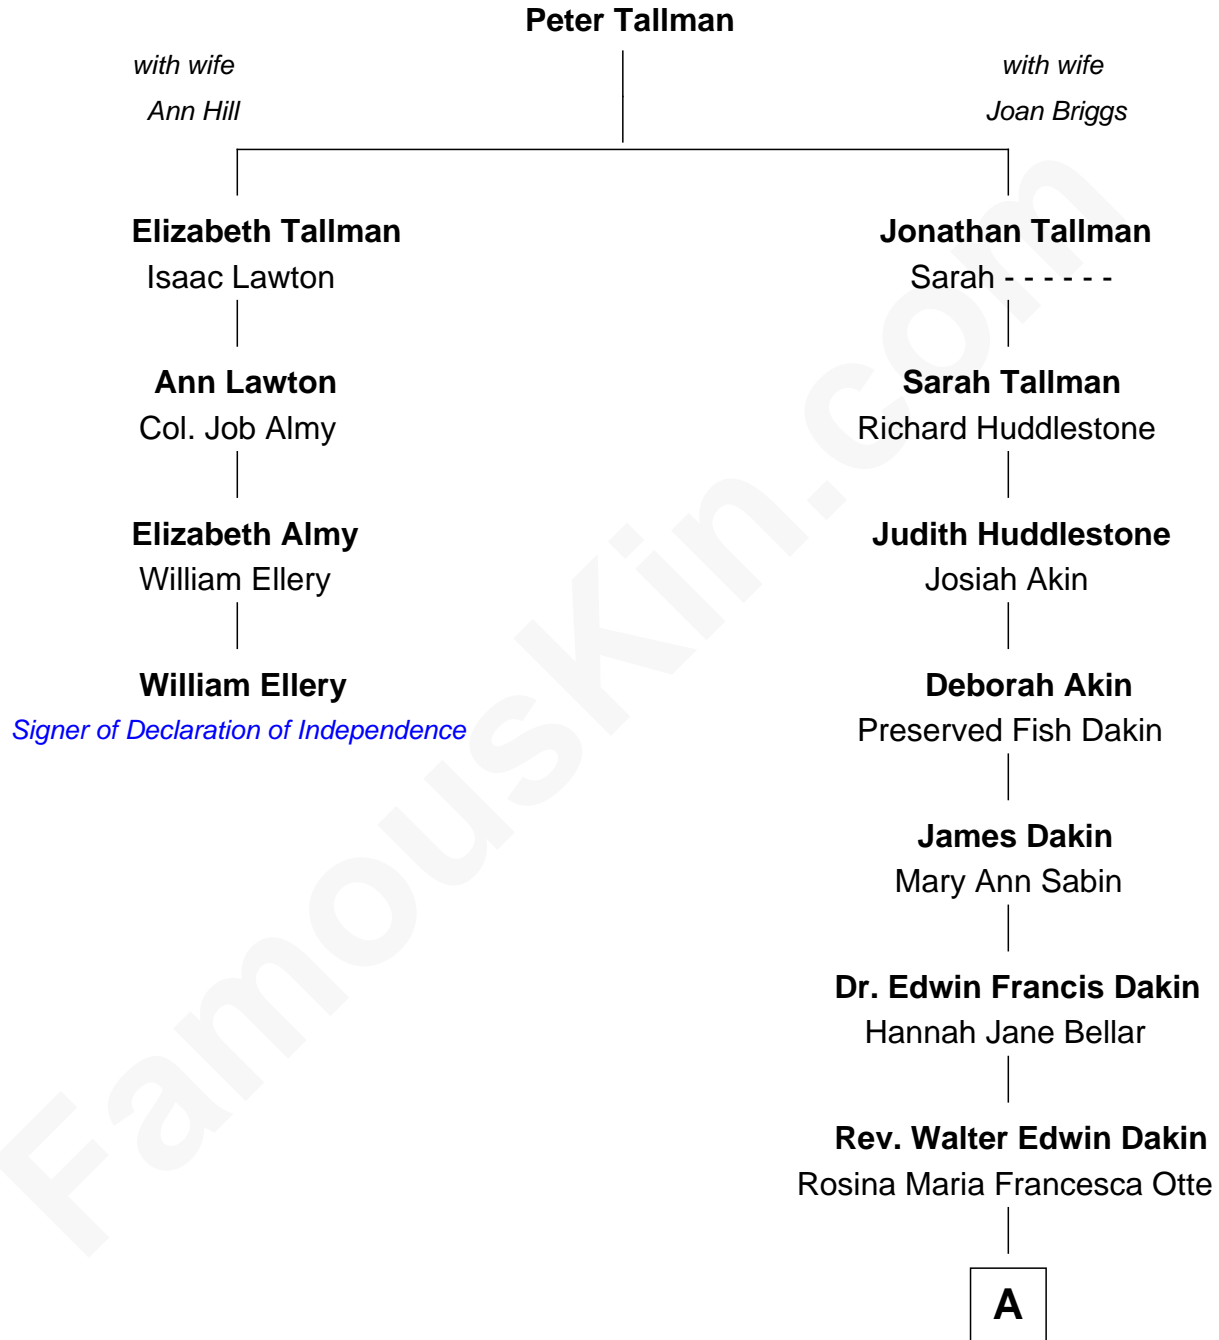 Peter Tallman
with wife
Ann Hill
with wife
Joan Briggs
Elizabeth Tallman
Isaac Lawton
Jonathan Tallman
Sarah - - - - - -
Ann Lawton
Col. Job Almy
Sarah Tallman
Richard Huddlestone
Elizabeth Almy
William Ellery
Judith Huddlestone
Josiah Akin
William Ellery
Signer of Declaration of Independence
Deborah Akin
Preserved Fish Dakin
James Dakin
Mary Ann Sabin
Dr. Edwin Francis Dakin
Hannah Jane Bellar
Rev. Walter Edwin Dakin
Rosina Maria Francesca Otte
A
FamousKin.com